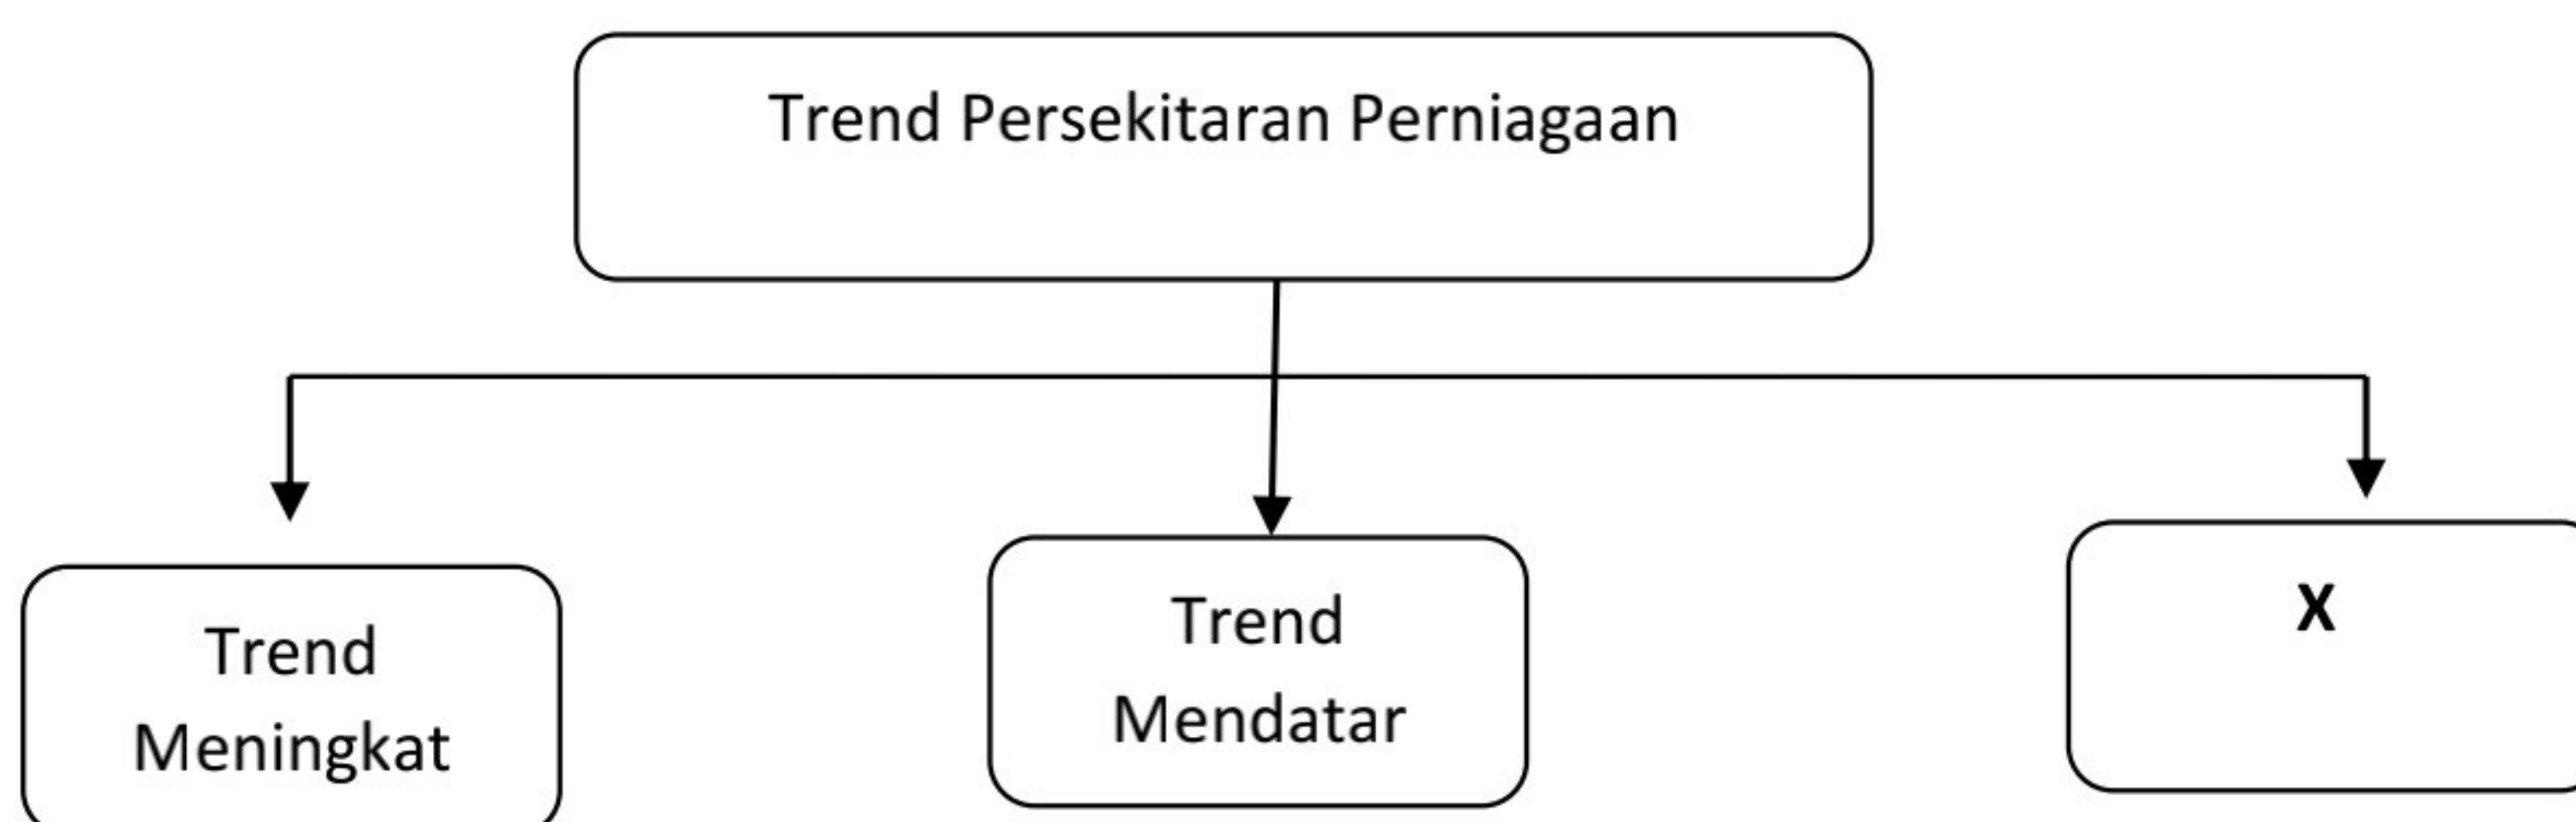 Trend Persekitaran Perniagaan
Trend
Meningkat
Trend
Mendatar
X